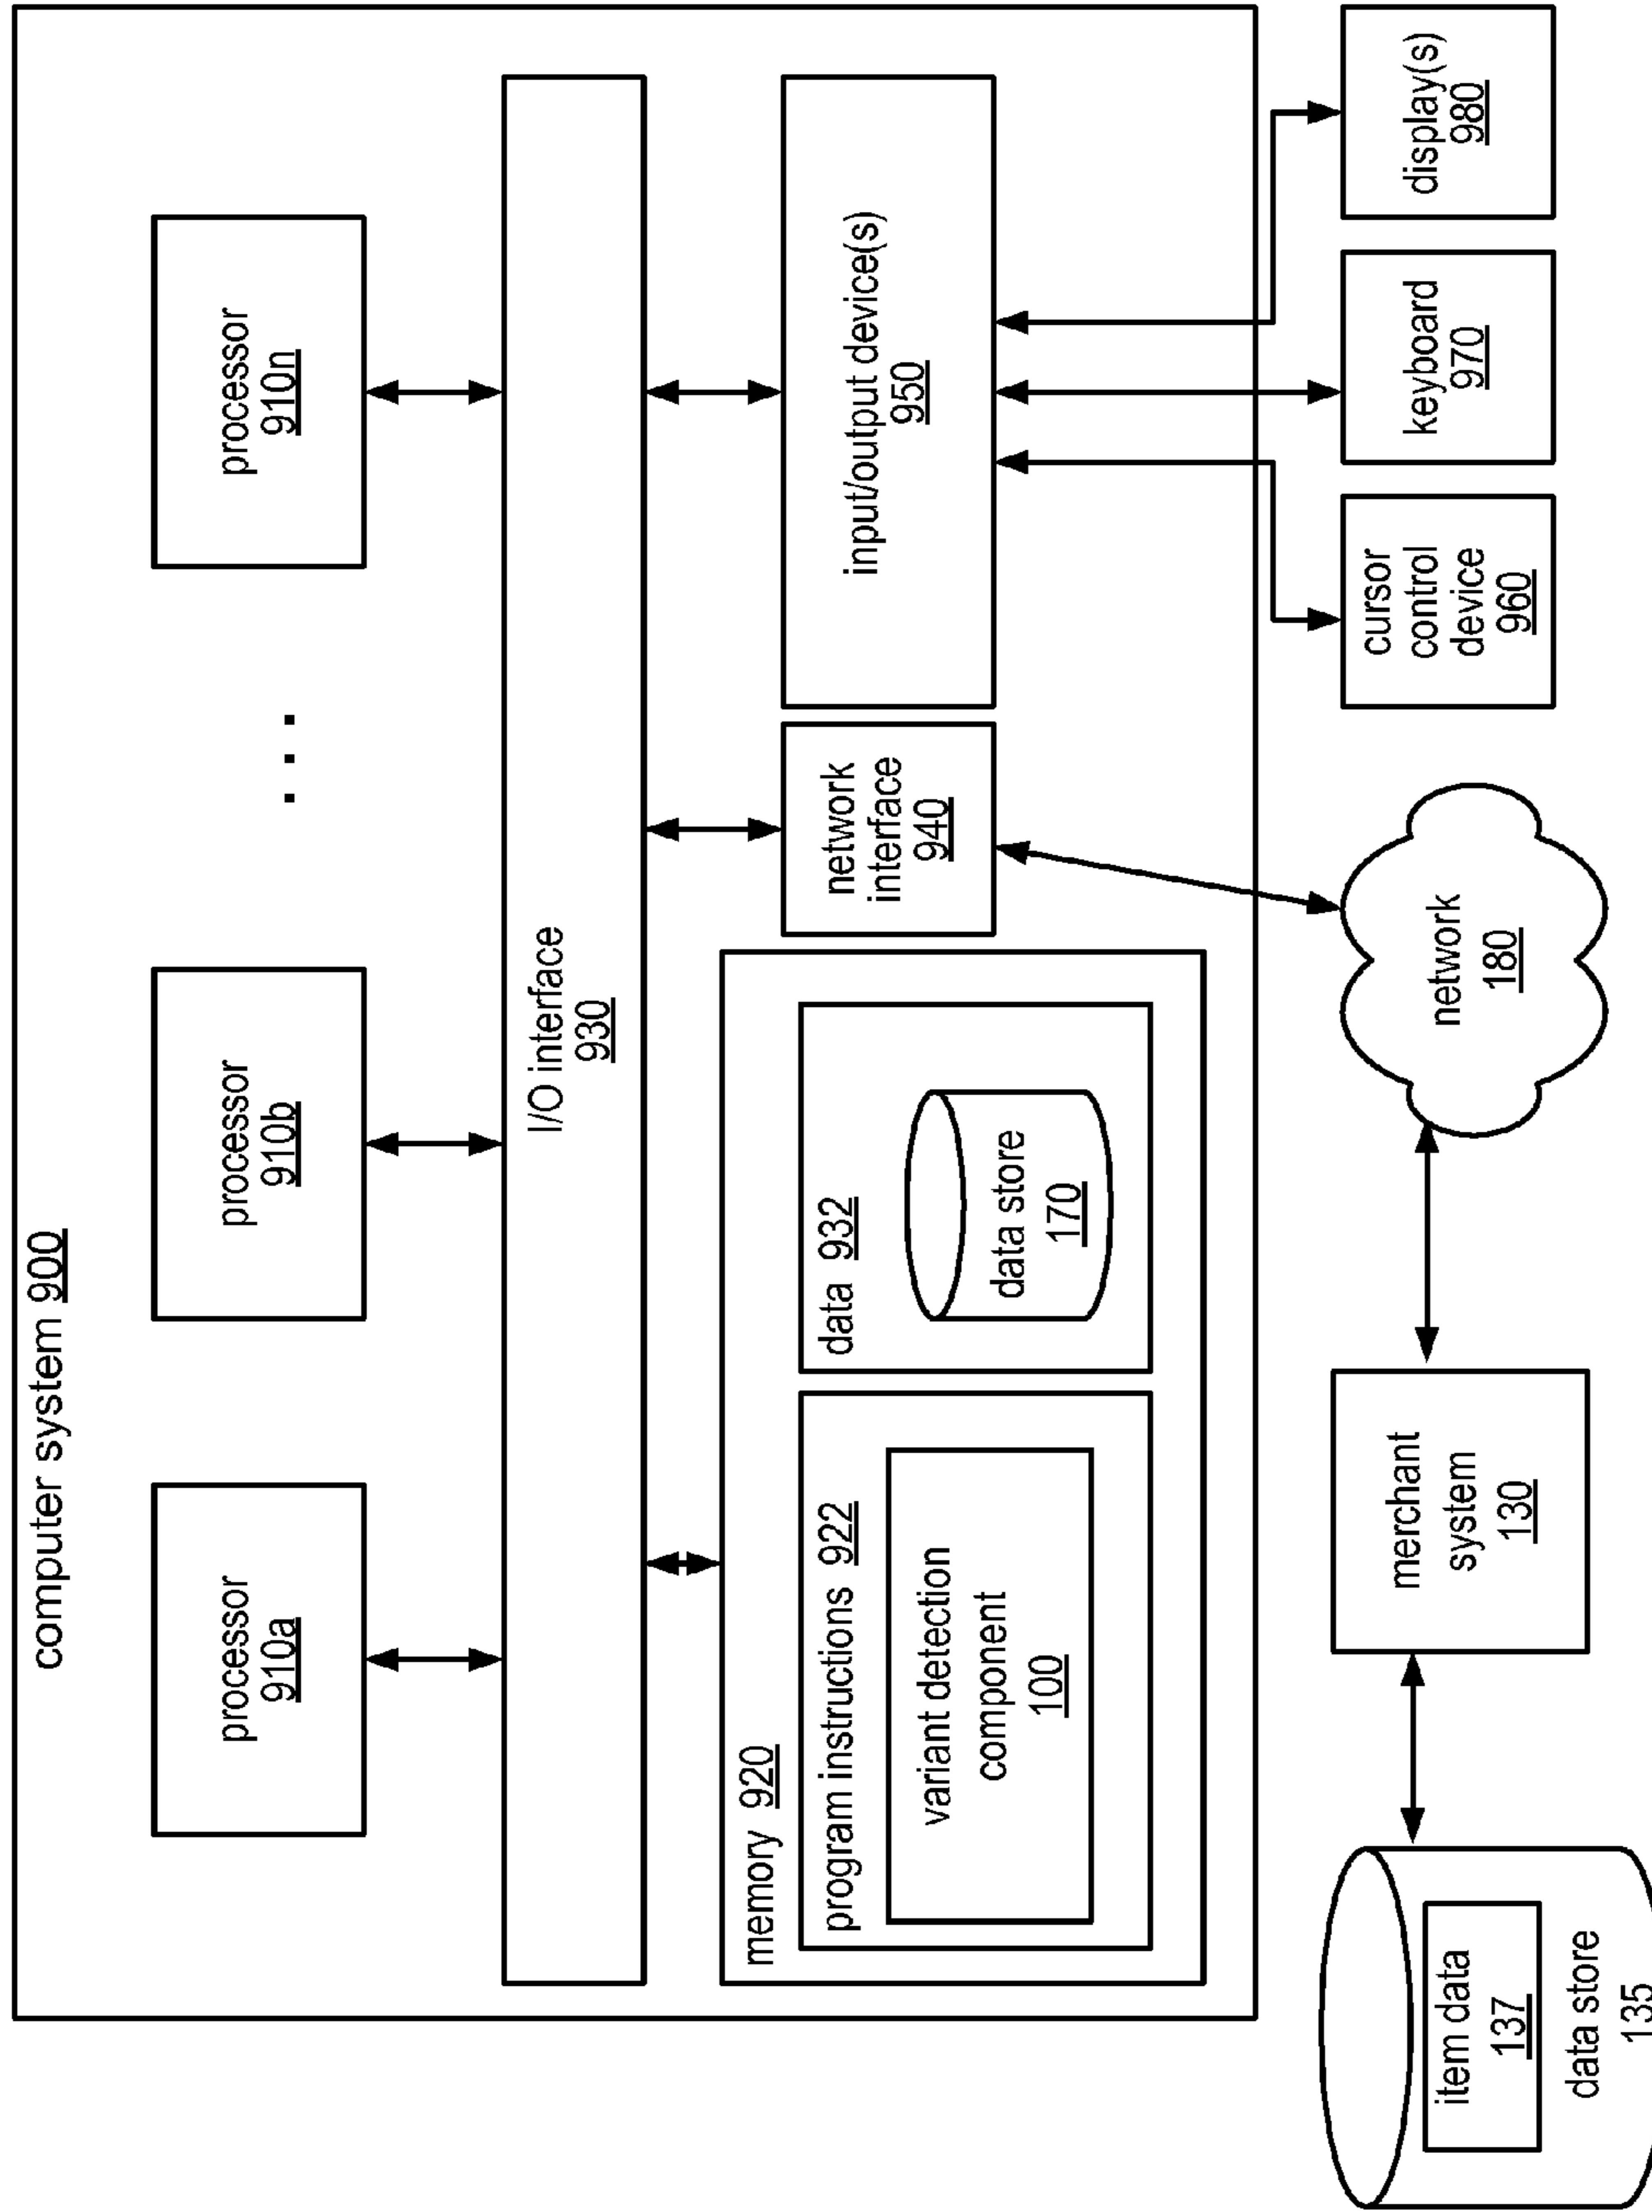 computer system 900
processor
910a
processor
910b
. . .
processor
910n
I/O interface
930
memory 920
program instructions 922
variant detection
component
100
data 932
data store
170
network
interface
940
input/output device(s)
950
item data
137
data store
135
merchant
system
130
network
180
cursor
control
device
960
keyboard
970
display(s)
980